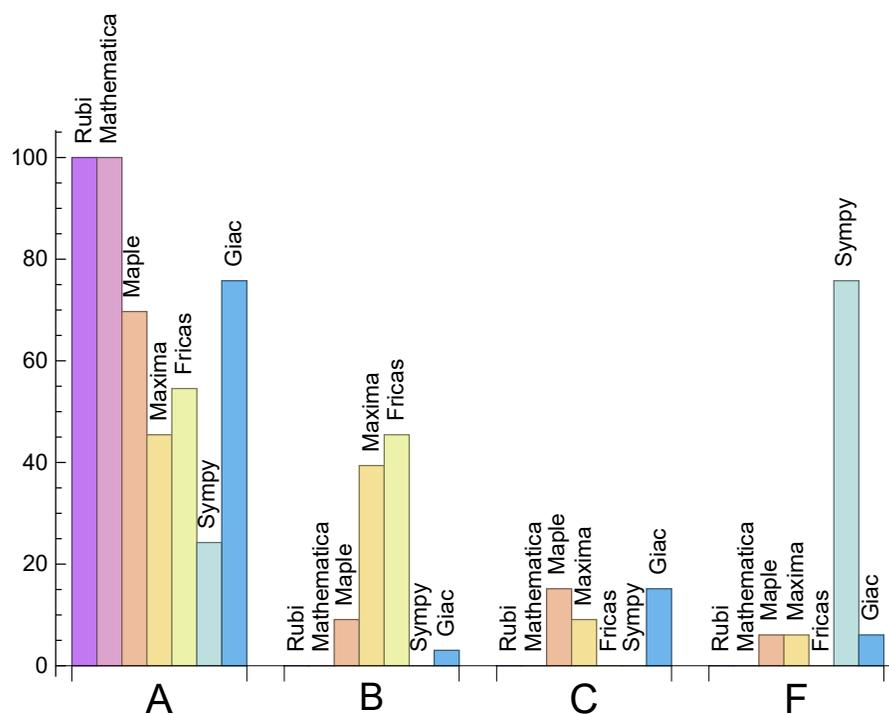 100
80
60
40
20
0
Rubi
Mathematica
Maple
Maxima
Fricas
Sympy
Giac
A
Rubi
Mathematica
Maple
Maxima
Fricas
Sympy
Giac
B
Rubi
Mathematica
Maple
Maxima
Fricas
Sympy
Giac
C
Rubi
Mathematica
Maple
Maxima
Fricas
Sympy
Giac
F